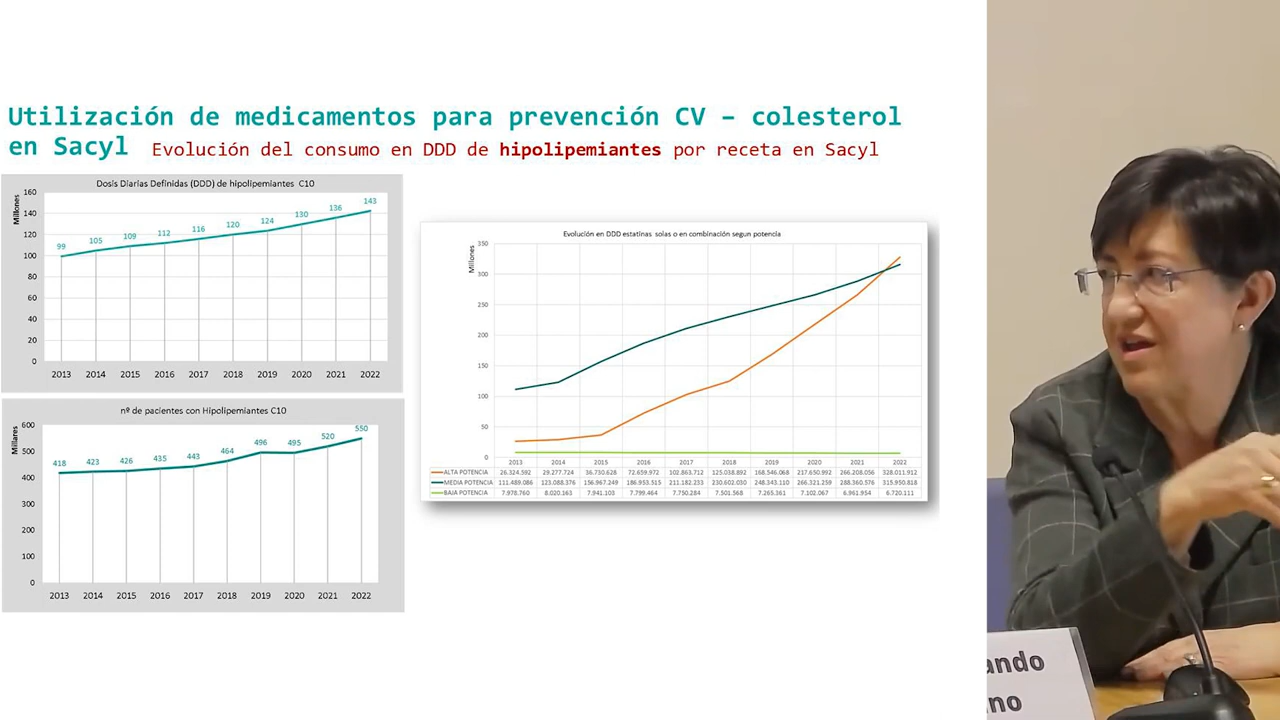 Utilización de medicamentos para prevención CV – colesterol
en Sacyl Evolución del consumo en DDD de hipolipemiantes por receta en Sacyl
Dosis Diarias Definidas (DDD) de hipolipemiantes C10
Millones
160
140
120
100
80
60
40
20
0
99 105 109 112 116 120 124 130 136 143
2013 2014 2015 2016 2017 2018 2019 2020 2021 2022
nº de pacientes con Hipolipemiantes C10
Millares
600
500
400
300
200
100
0
418 423 426 435 443 464 496 495 520 550
2013 2014 2015 2016 2017 2018 2019 2020 2021 2022
Evolución en DDD estatinas solas o en combinación segun potencia
Millones
350
300
250
200
150
100
50
0
2013 2014 2015 2016 2017 2018 2019 2020 2021 2022
ALTA POTENCIA 26.324.592 29.277.724 36.730.628 72.659.972 102.863.712 125.038.892 168.546.068 217.650.992 266.208.056 328.011.912
MEDIA POTENCIA 111.489.086 123.088.376 156.967.249 186.953.515 211.182.233 230.602.030 248.343.110 266.321.259 288.360.576 315.950.818
BAJA POTENCIA 7.978.760 8.020.163 7.941.103 7.799.464 7.750.284 7.501.568 7.265.361 7.102.067 6.961.954 6.720.111
ando
no